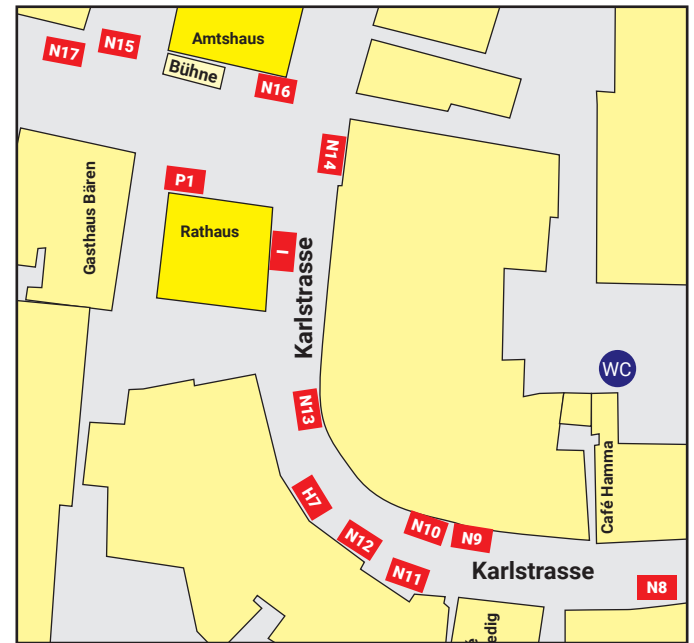 Amtshaus
N15
N17
Bühne
N16
N14
P1
Gasthaus Bären
Rathaus
I
Karlstrasse
WC
N13
Café Hamma
H7
N10
N9
N12
N11
Karlstrasse
N8
edig